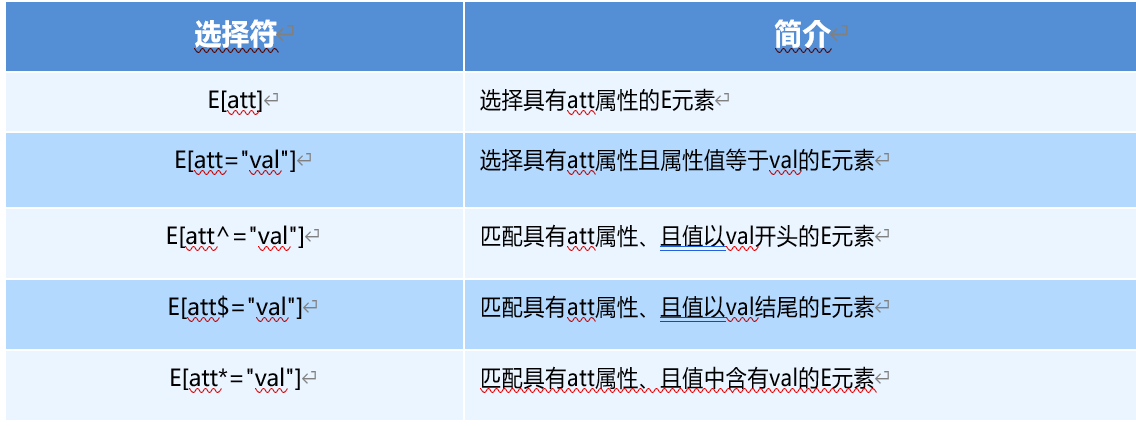 选择符 简介
E[att] 选择具有att属性的E元素
E[att="val"] 选择具有att属性且属性值等于val的E元素
E[att^="val"] 匹配具有att属性、且值以val开头的E元素
E[att$="val"] 匹配具有att属性、且值以val结尾的E元素
E[att*="val"] 匹配具有att属性、且值中含有val的E元素